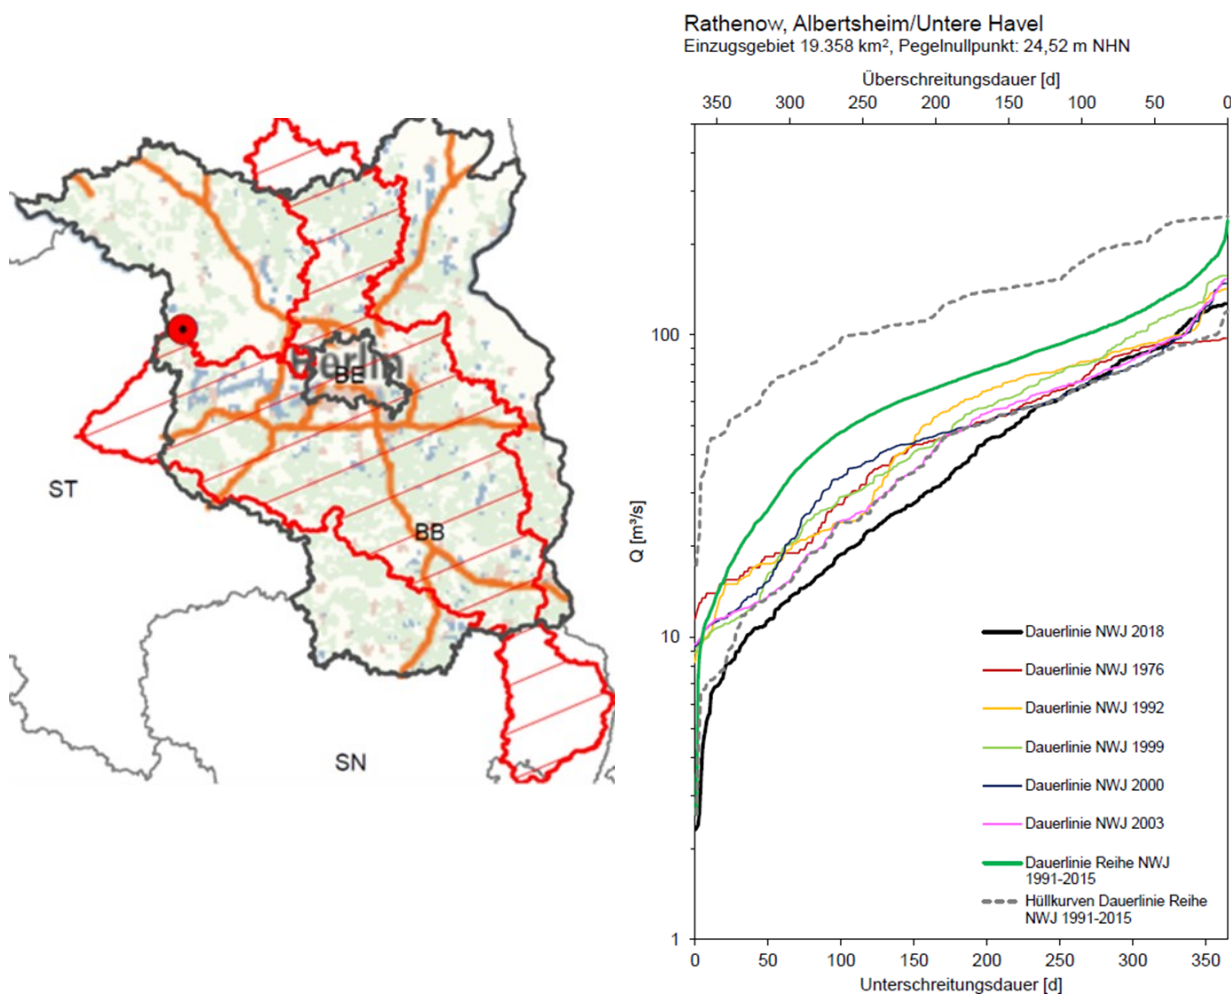 Rathenow, Albertsheim/Untere Havel
Einzugsgebiet 19.358 km², Pegelnullpunkt: 24,52 m NHN
Überschreitungsdauer [d]
350 300 250 200 150 100 50 0
100
10
1
Q [m³/s]
Dauerlinie NWJ 2018
Dauerlinie NWJ 1976
Dauerlinie NWJ 1992
Dauerlinie NWJ 1999
Dauerlinie NWJ 2000
Dauerlinie NWJ 2003
Dauerlinie Reihe NWJ
1991-2015
Hüllkurven Dauerlinie Reihe
NWJ 1991-2015
0 50 100 150 200 250 300 350
Unterschreitungsdauer [d]
Berlin
BE
ST
BB
SN